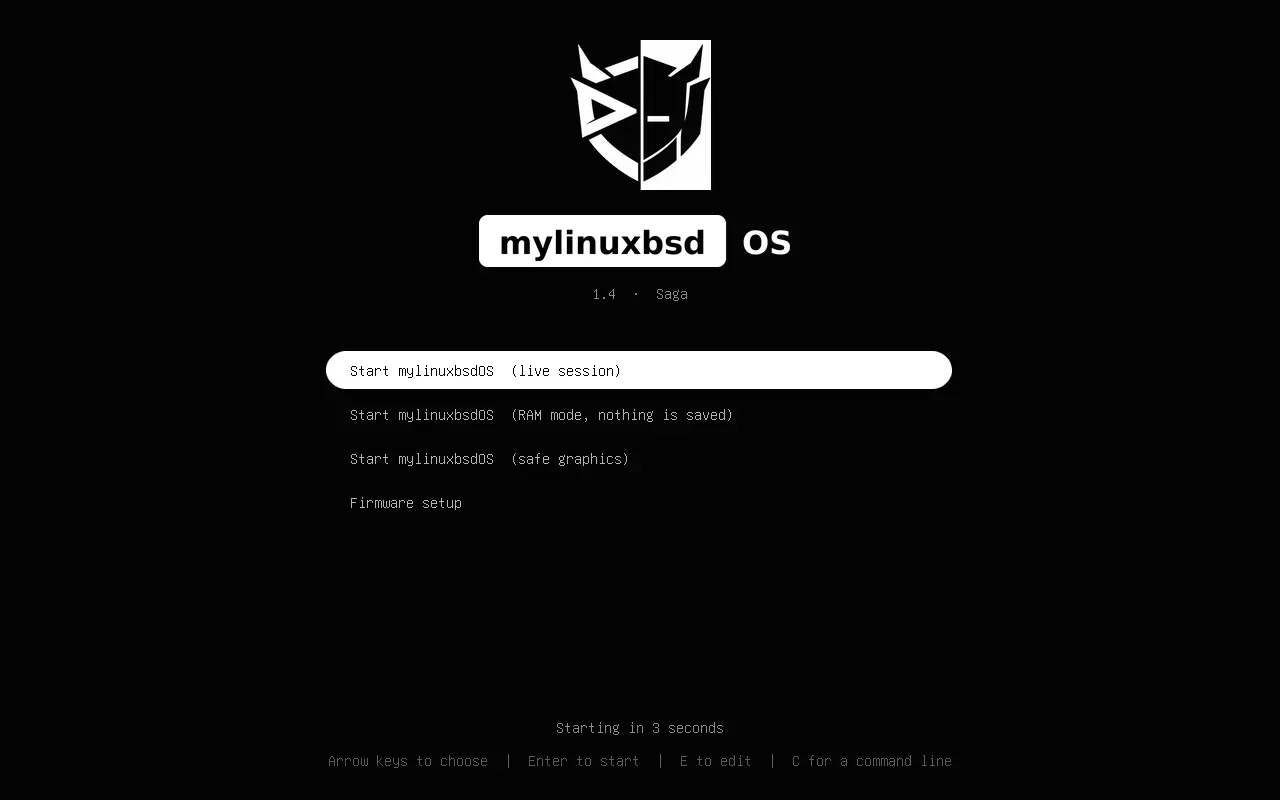 mylinuxbsd OS
1.4 · Saga
Start mylinuxbsdOS (live session)
Start mylinuxbsdOS (RAM mode, nothing is saved)
Start mylinuxbsdOS (safe graphics)
Firmware setup
Starting in 3 seconds
Arrow keys to choose | Enter to start | E to edit | C for a command line